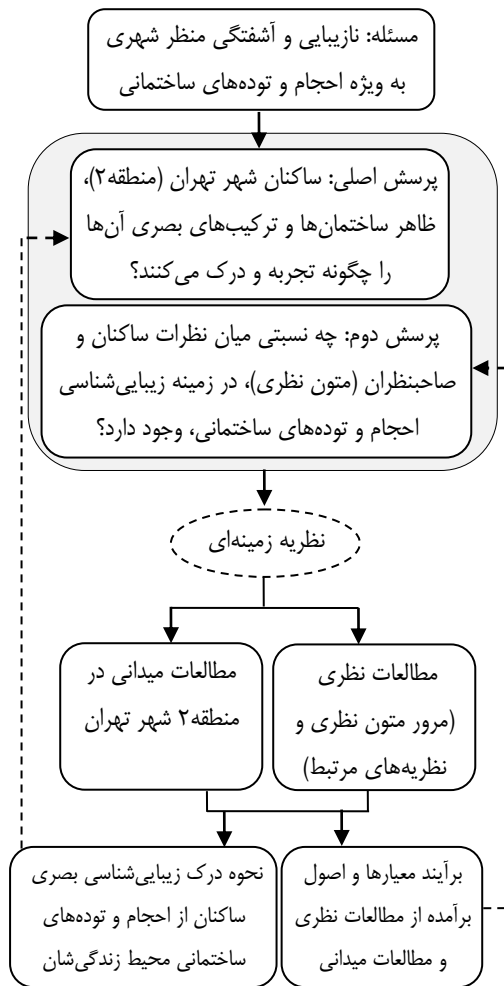 مسئله: نازیبایی و آشفتگی منظر شهری
به ویژه احجام و توده‌های ساختمانی
پرسش اصلی: ساکنان شهر تهران (منطقه۲)،
ظاهر ساختمان‌ها و ترکیب‌های بصری آن‌ها
را چگونه تجربه و درک می‌کنند؟
پرسش دوم: چه نسبتی میان نظرات ساکنان و
صاحبنظران (متون نظری)، در زمینه زیبایی‌شناسی
احجام و توده‌های ساختمانی، وجود دارد؟
نظریه زمینه‌ای
مطالعات نظری
(مرور متون نظری و
نظریه‌های مرتبط)
مطالعات میدانی در
منطقه۲ شهر تهران
برآیند معیارها و اصول
برآمده از مطالعات نظری
و مطالعات میدانی
نحوه درک زیبایی‌شناسی بصری
ساکنان از احجام و توده‌های
ساختمانی محیط زندگی‌شان